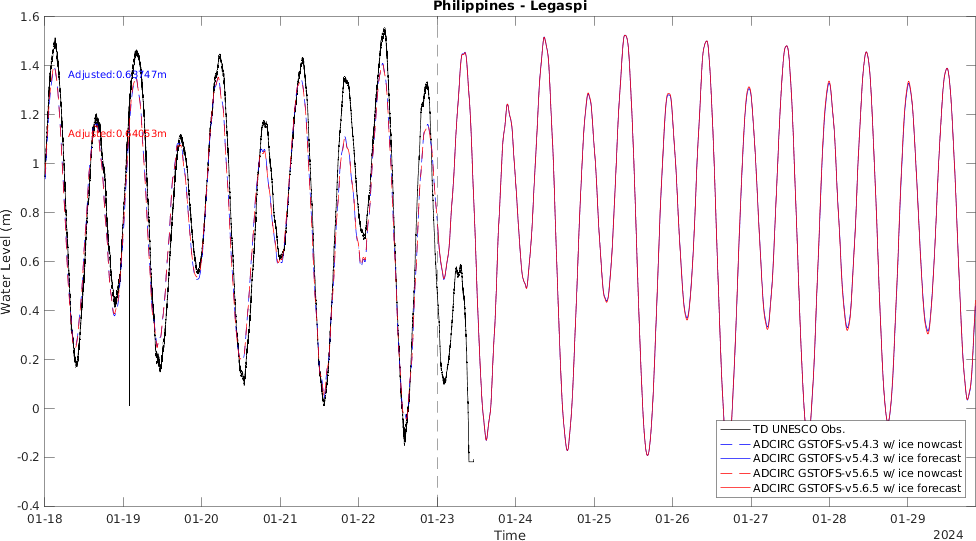 Philippines - Legaspi
1.6
1.4
1.2
1
0.8
0.6
0.4
0.2
0
-0.2
-0.4
Water Level (m)
Adjusted:0.63747m
Adjusted:0.64053m
TD UNESCO Obs.
ADCIRC GSTOFS-v5.4.3 w/ ice nowcast
ADCIRC GSTOFS-v5.4.3 w/ ice forecast
ADCIRC GSTOFS-v5.6.5 w/ ice nowcast
ADCIRC GSTOFS-v5.6.5 w/ ice forecast
01-18 01-19 01-20 01-21 01-22 01-23 01-24 01-25 01-26 01-27 01-28 01-29
Time
2024